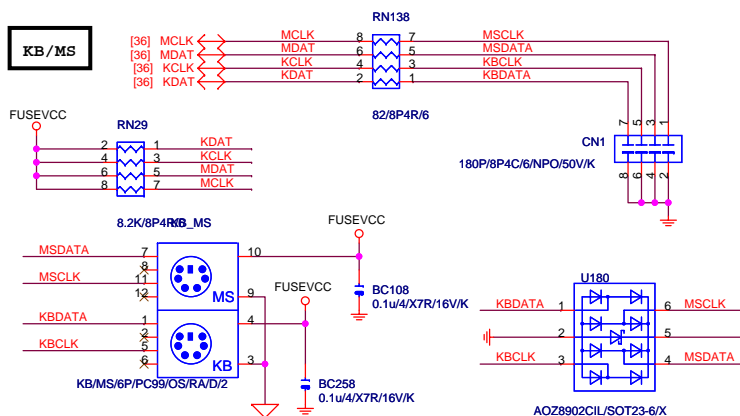 KB/MS
RN138
[36] MCLK MCLK 8 7 MSCLK
[36] MDAT MDAT 6 5 MSDATA
[36] KCLK KCLK 4 3 KBCLK
[36] KDAT KDAT 2 1 KBDATA
82/8P4R/6
FUSEVCC
RN29
2 1 KDAT
4 3 KCLK
6 5 MDAT
8 7 MCLK
8.2K/8P4R/6
7 5 3 1
CN1
180P/8P4C/6/NPO/50V/K
8 6 4 2
KB_MS
MSDATA 7 10
8
MSCLK 11
12 MS 9
KBDATA 1 4
2
KBCLK 5
6 KB 3
KB/MS/6P/PC99/OS/RA/D/2
FUSEVCC
BC108
0.1u/4/X7R/16V/K
FUSEVCC
BC258
0.1u/4/X7R/16V/K
U180
KBDATA 1 6 MSCLK
2 5
KBCLK 3 4 MSDATA
AOZ8902CIL/SOT23-6/X